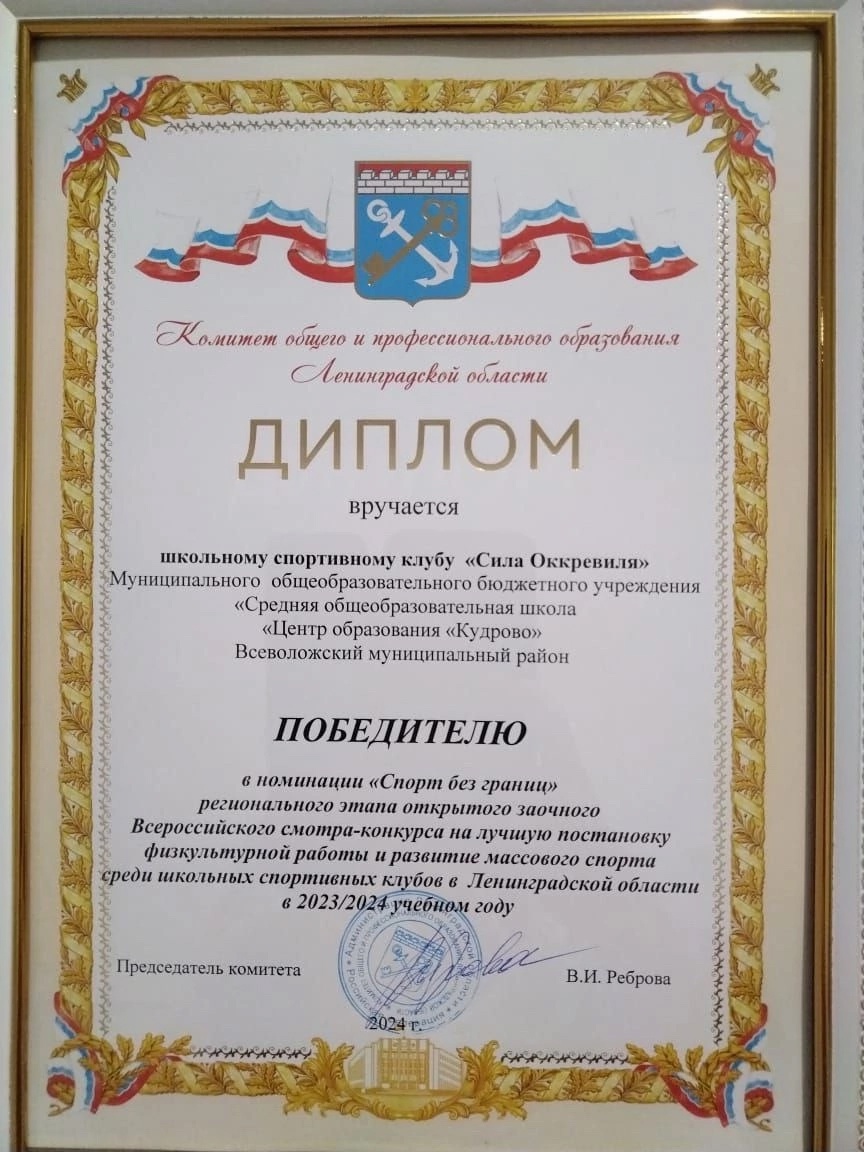 Комитет общего и профессионального образования
Ленинградской области
ДИПЛОМ
вручается
школьному спортивному клубу «Сила Оккревиля»
Муниципального общеобразовательного бюджетного учреждения
«Средняя общеобразовательная школа
«Центр образования «Кудрово»
Всеволожский муниципальный район
ПОБЕДИТЕЛЮ
в номинации «Спорт без границ»
регионального этапа открытого заочного
Всероссийского смотра-конкурса на лучшую постановку
физкультурной работы и развитие массового спорта
среди школьных спортивных клубов в Ленинградской области
в 2023/2024 учебном году
Председатель комитета
В.И. Реброва
2024 г.